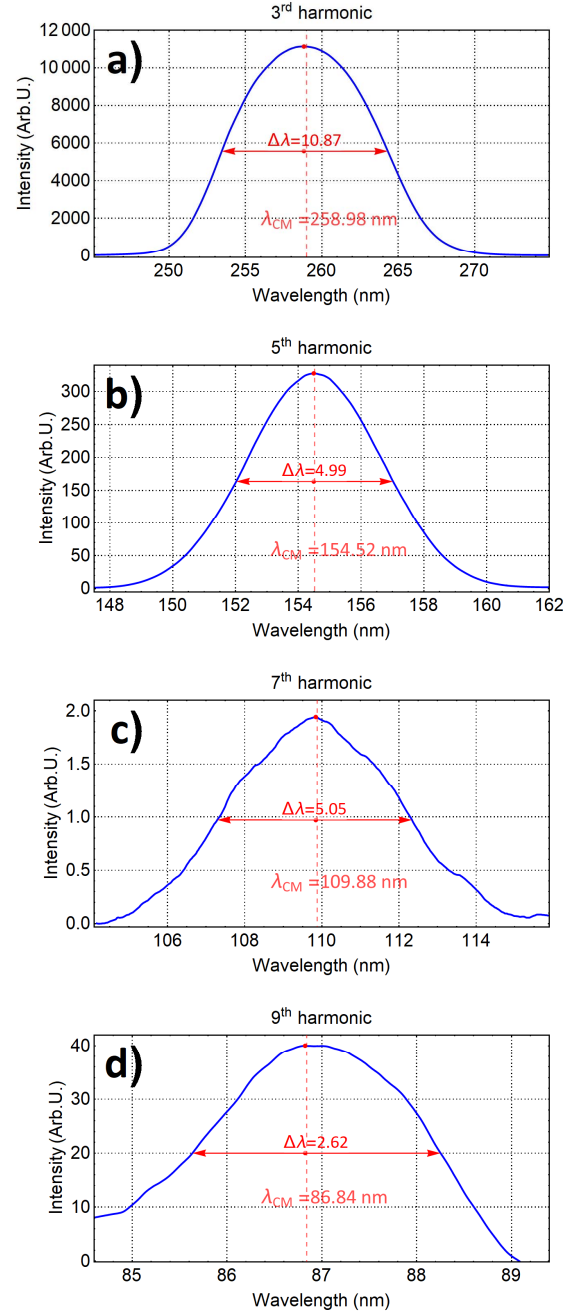 3rd harmonic
a)
12 000
10 000
8000
6000
4000
2000
0
Intensity (Arb.U.)
Δλ=10.87
λCM =258.98 nm
250 255 260 265 270
Wavelength (nm)
5th harmonic
b)
300
250
200
150
100
50
0
Intensity (Arb.U.)
Δλ=4.99
λCM =154.52 nm
148 150 152 154 156 158 160 162
Wavelength (nm)
7th harmonic
c)
2.0
1.5
1.0
0.5
0.0
Intensity (Arb.U.)
Δλ=5.05
λCM =109.88 nm
106 108 110 112 114
Wavelength (nm)
9th harmonic
d)
40
30
20
10
0
Intensity (Arb.U.)
Δλ=2.62
λCM =86.84 nm
85 86 87 88 89
Wavelength (nm)